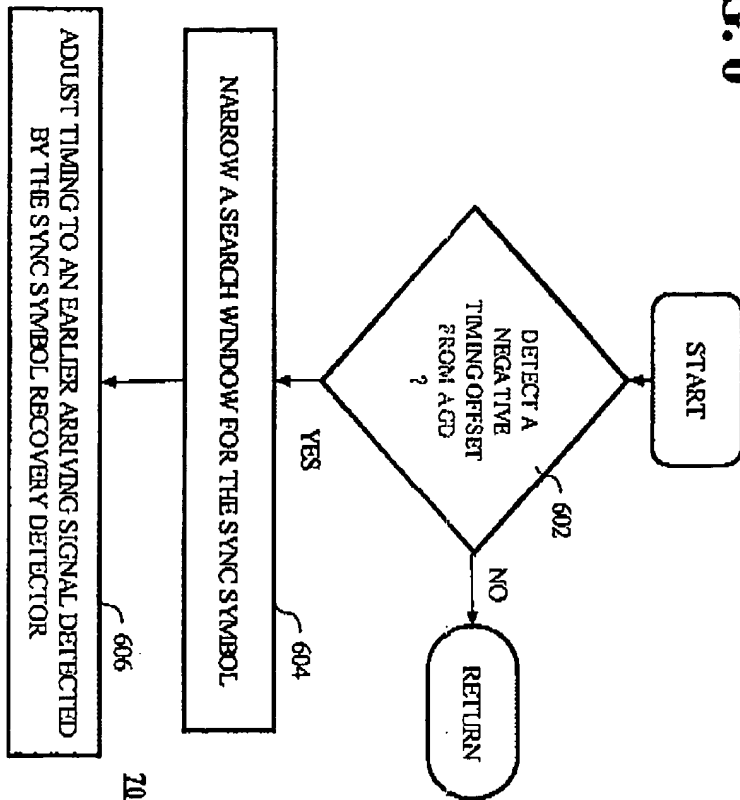 START
DETECT A
NEGATIVE
TIMING OFFSET
FROM AGD
?
602
NO
RETURN
YES
NARROW A SEARCH WINDOW FOR THE SYNC SYMBOL
604
ADJUST TIMING TO AN EARLIER ARRIVING SIGNAL DETECTED
BY THE SYNC SYMBOL RECOVERY DETECTOR
606